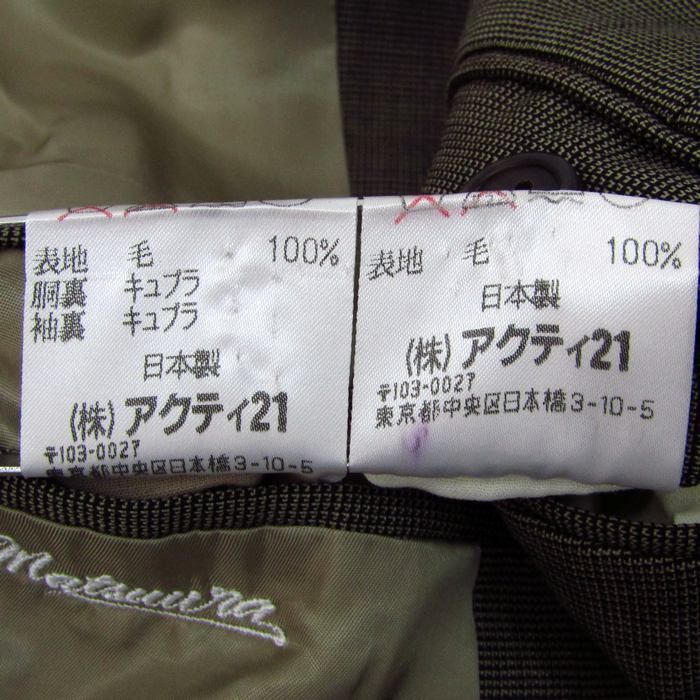 表地 毛 100%
胴裏 キュプラ
袖裏 キュプラ
日本製
(株) アクティ21
〒103-0027
東京都中央区日本橋3-10-5
表地 毛 100%
日本製
(株) アクティ21
〒103-0027
東京都中央区日本橋3-10-5
Matsuura